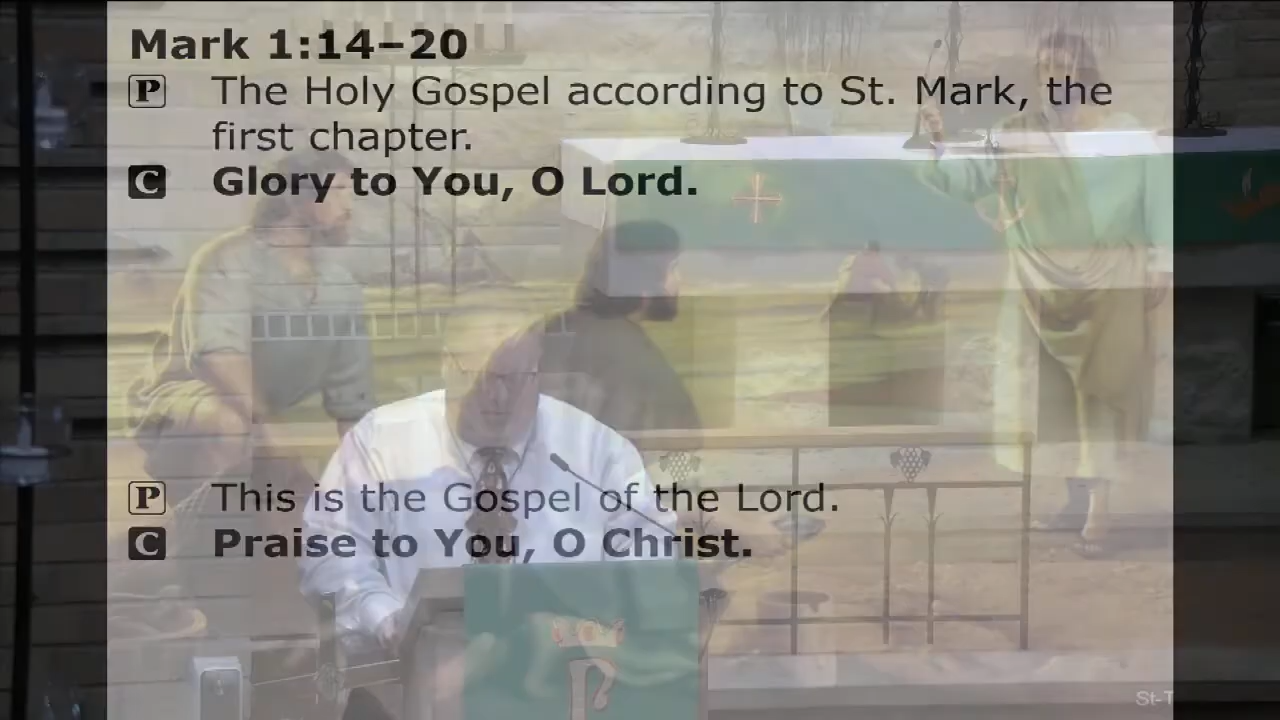 Mark 1:14–20
P The Holy Gospel according to St. Mark, the
first chapter.
C Glory to You, O Lord.
P This is the Gospel of the Lord.
C Praise to You, O Christ.
St-T